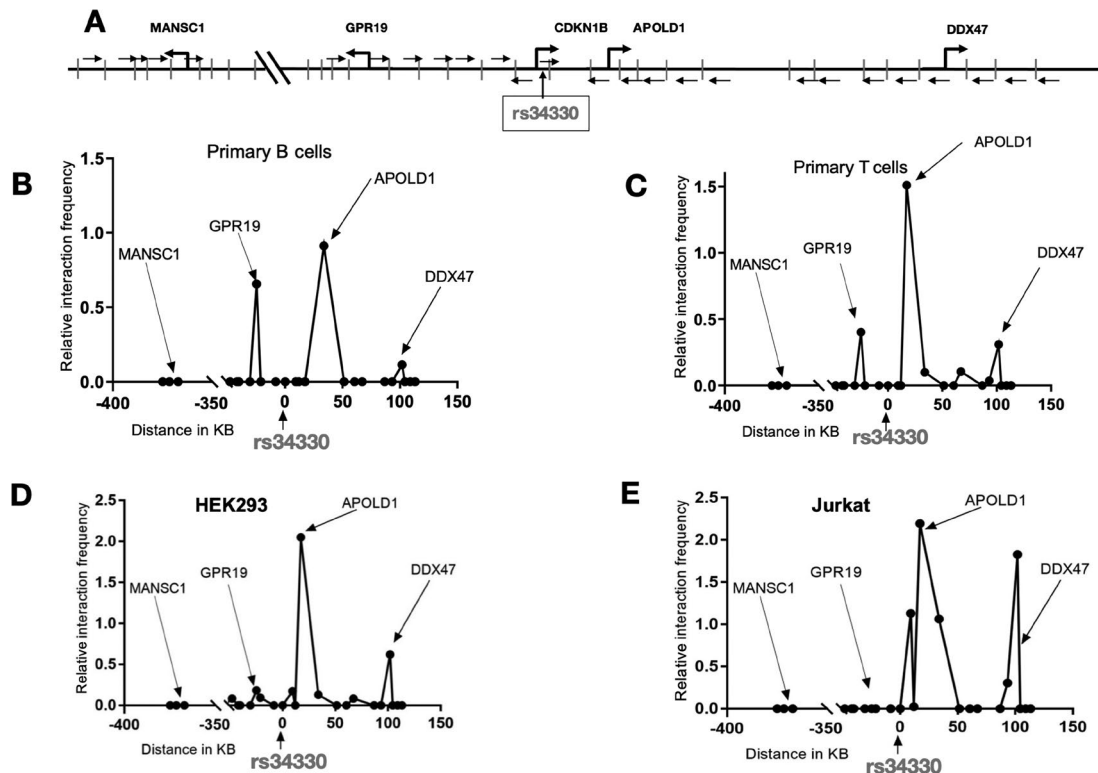 A
MANSC1 GPR19 CDKN1B APOLD1 DDX47
rs34330
B
Primary B cells
Relative interaction frequency
1.5
1.0
0.5
0.0
MANSC1
GPR19
APOLD1
DDX47
-400 -350 0 50 100 150
Distance in KB
rs34330
C
Primary T cells
Relative interaction frequency
1.5
1.0
0.5
0.0
MANSC1
GPR19
APOLD1
DDX47
-400 -350 0 50 100 150
Distance in KB
rs34330
D
HEK293
Relative interaction frequency
2.5
2.0
1.5
1.0
0.5
0.0
MANSC1
GPR19
APOLD1
DDX47
-400 -350 0 50 100 150
Distance in KB
rs34330
E
Jurkat
Relative interaction frequency
2.5
2.0
1.5
1.0
0.5
0.0
MANSC1
GPR19
APOLD1
DDX47
-400 -350 0 50 100 150
Distance in KB
rs34330